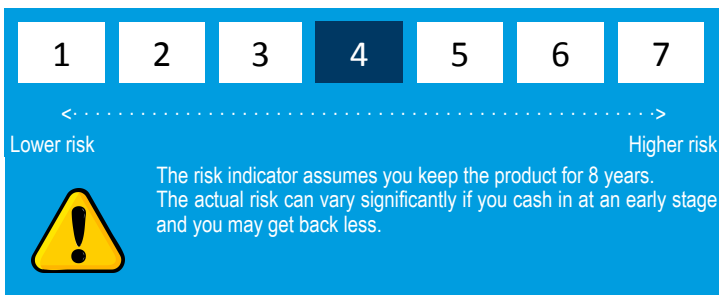 1 2 3 4 5 6 7
Lower risk Higher risk
The risk indicator assumes you keep the product for 8 years.
The actual risk can vary significantly if you cash in at an early stage
and you may get back less.